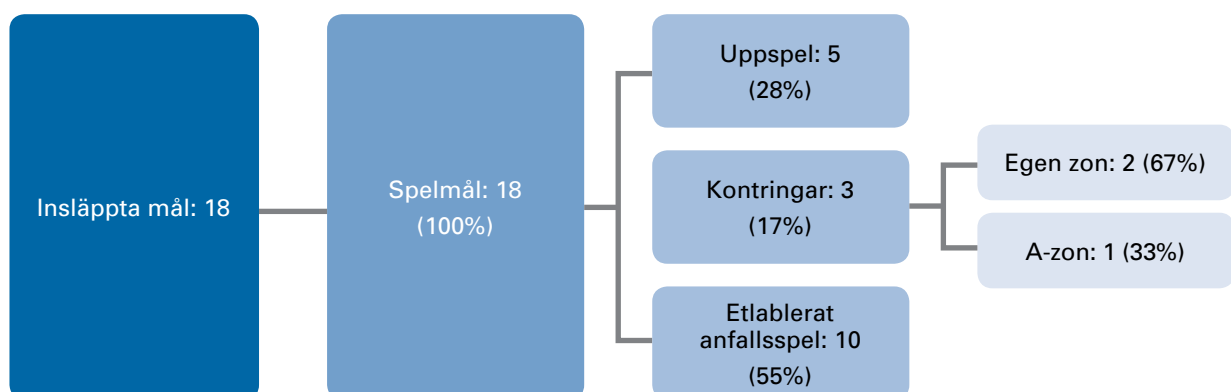 Insläppta mål: 18
Spelmål: 18
(100%)
Uppspel: 5
(28%)
Kontringar: 3
(17%)
Etlablerat
anfallsspel: 10
(55%)
Egen zon: 2 (67%)
A-zon: 1 (33%)